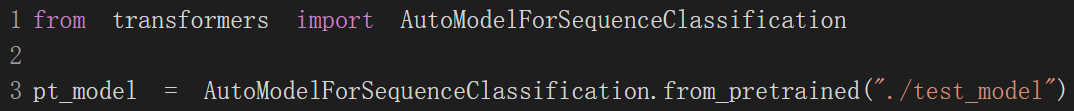 1 from transformers import AutoModelForSequenceClassification
2
3 pt_model = AutoModelForSequenceClassification.from_pretrained("./test_model")